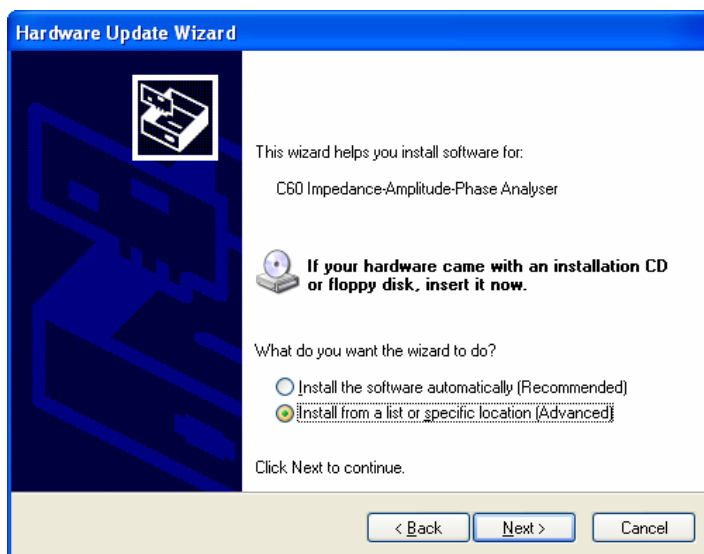 Hardware Update Wizard
This wizard helps you install software for:
C60 Impedance-Amplitude-Phase Analyser
If your hardware came with an installation CD
or floppy disk, insert it now.
What do you want the wizard to do?
Install the software automatically (Recommended)
Install from a list or specific location (Advanced)
Click Next to continue.
< Back Next > Cancel